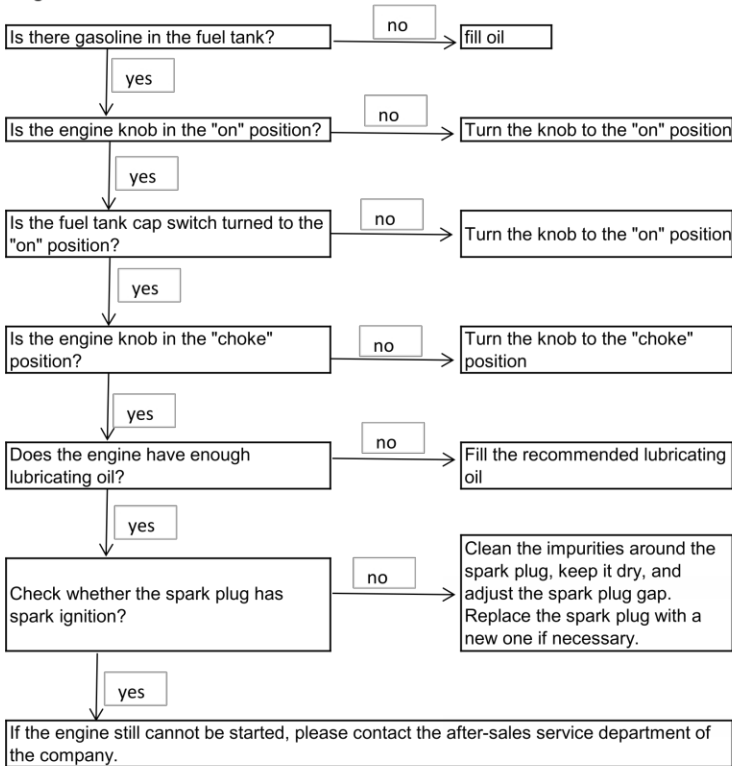 Is there gasoline in the fuel tank?
no
fill oil
yes
Is the engine knob in the "on" position?
no
Turn the knob to the "on" position
yes
Is the fuel tank cap switch turned to the
"on" position?
no
Turn the knob to the "on" position
yes
Is the engine knob in the "choke"
position?
no
Turn the knob to the "choke"
position
yes
Does the engine have enough
lubricating oil?
no
Fill the recommended lubricating
oil
yes
Check whether the spark plug has
spark ignition?
no
Clean the impurities around the
spark plug, keep it dry, and
adjust the spark plug gap.
Replace the spark plug with a
new one if necessary.
yes
If the engine still cannot be started, please contact the after-sales service department of
the company.